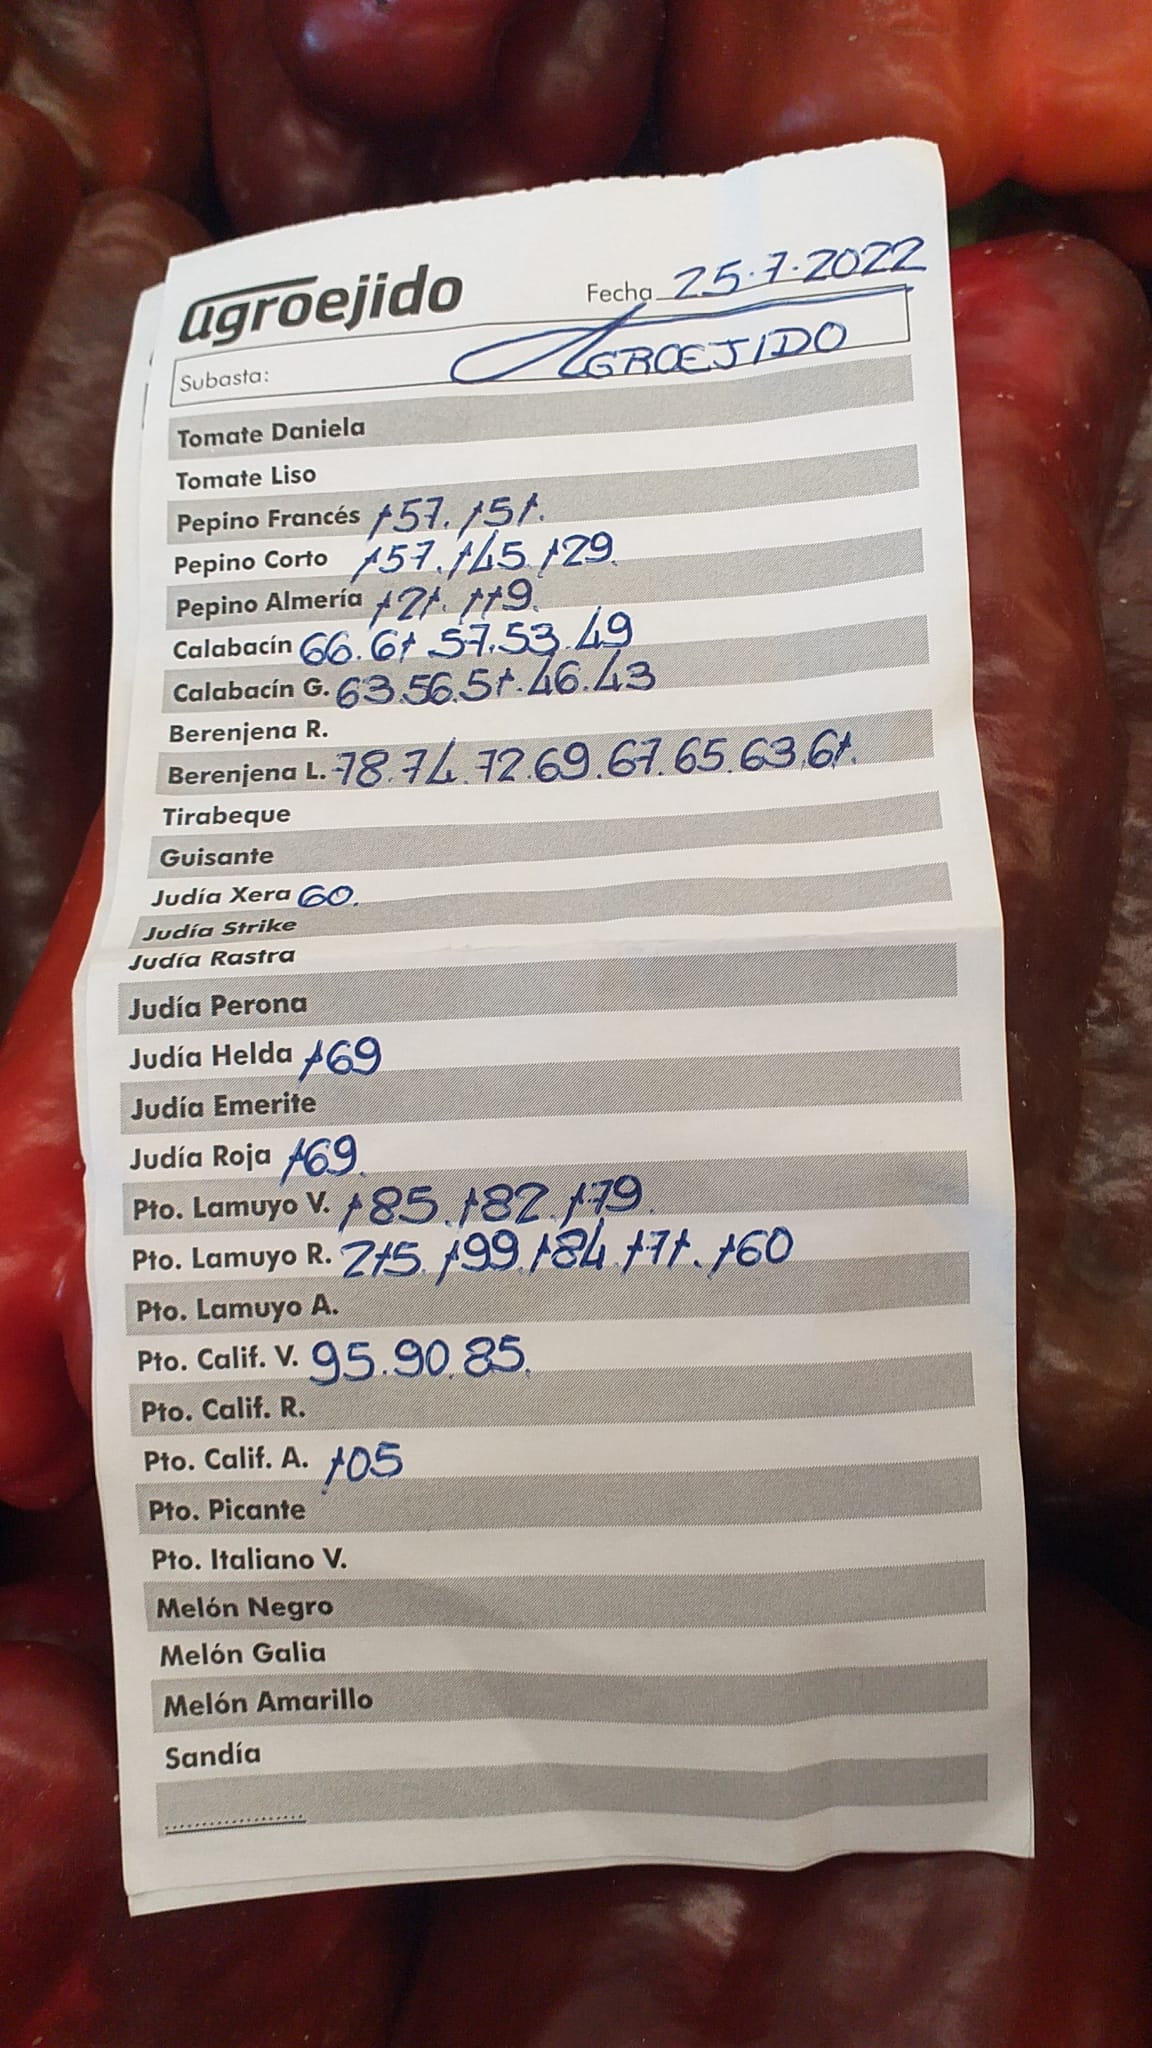 agroejido
Fecha 25.7.2022
Subasta: AGROEJIDO
Tomate Daniela
Tomate Liso
Pepino Francés 157. 151.
Pepino Corto 157. 145 129.
Pepino Almería 121. 119.
Calabacín 66. 61 57. 53. 49
Calabacín G. 63.56.51.46.43
Berenjena R.
Berenjena L. 78.74.72.69.67.65.63.61.
Tirabeque
Guisante
Judía Xera 60.
Judía Strike
Judía Rastra
Judía Perona
Judía Helda 169
Judía Emerite
Judía Roja 169.
Pto. Lamuyo V. 185. 182. 179.
Pto. Lamuyo R. 215. 199. 184. 171. 160
Pto. Lamuyo A.
Pto. Calif. V. 95.90.85.
Pto. Calif. R.
Pto. Calif. A. 105
Pto. Picante
Pto. Italiano V.
Melón Negro
Melón Galia
Melón Amarillo
Sandía